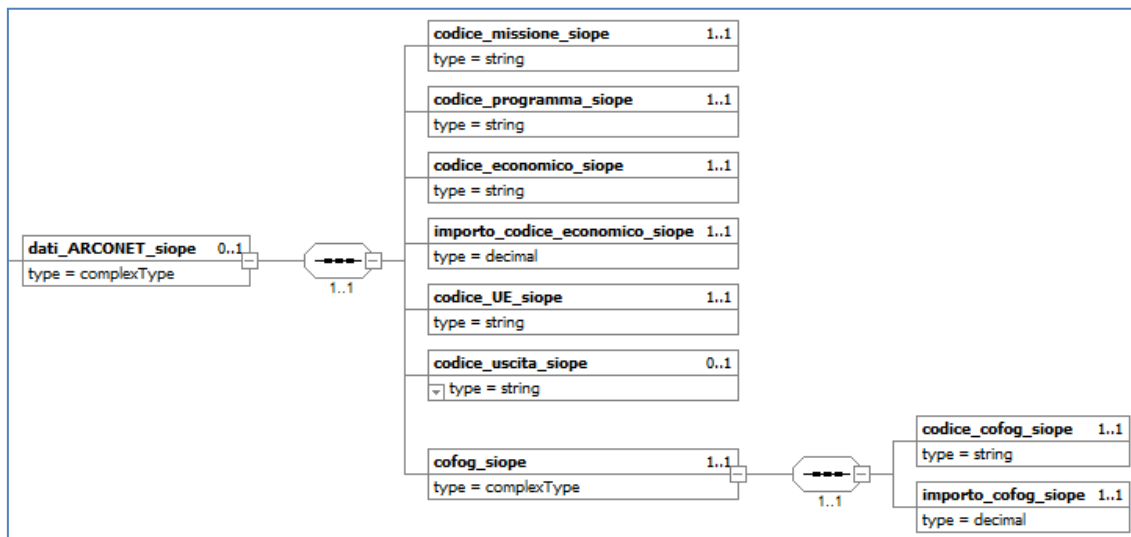 codice_missione_siope 1..1
type = string
codice_programma_siope 1..1
type = string
codice_economico_siope 1..1
type = string
dati_ARCONET_siope 0..1
type = complexType
1..1
importo_codice_economico_siope 1..1
type = decimal
codice_UE_siope 1..1
type = string
codice_uscita_siope 0..1
type = string
cofog_siope 1..1
type = complexType
1..1
codice_cofog_siope 1..1
type = string
importo_cofog_siope 1..1
type = decimal